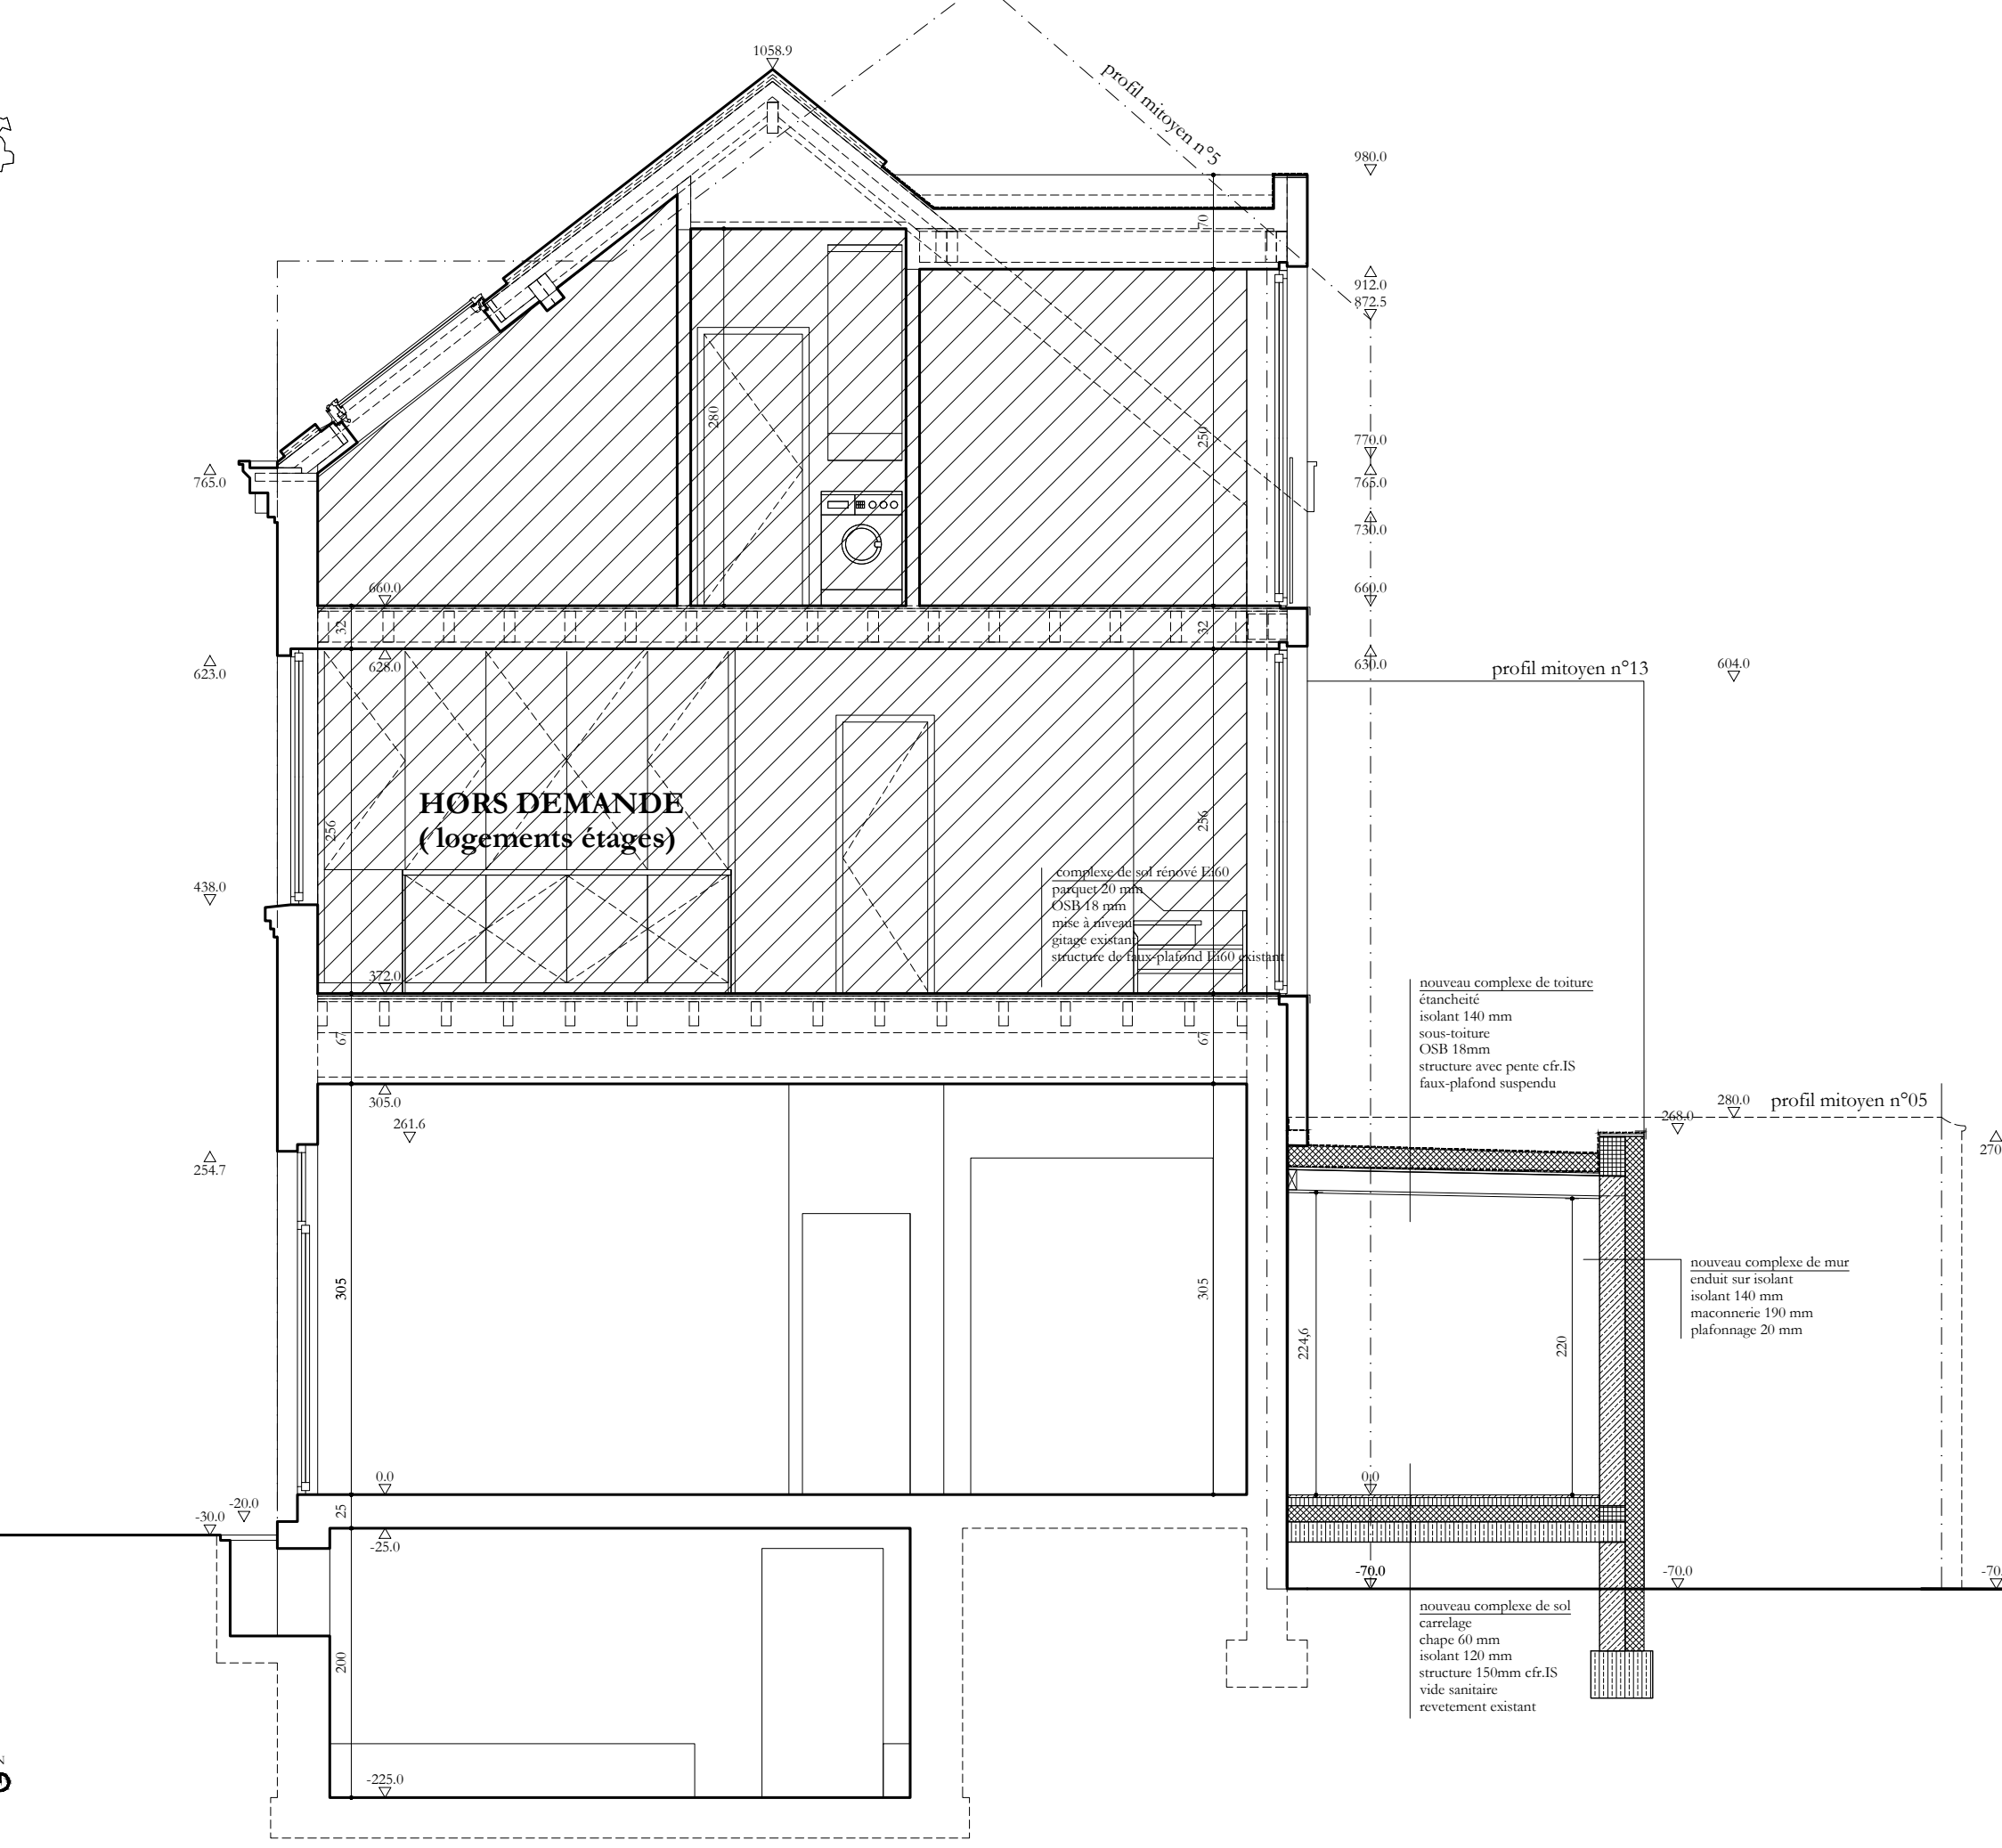 1058.9
profil mitoyen n°5
980.0
70
912.0
872.5
280
250
770.0
765.0
765.0
730.0
660.0
660.0
32
32
623.0
628.0
630.0
profil mitoyen n°13
604.0
HORS DEMANDE
( logements étages)
256
256
438.0
complexe de sol rénové Ei60
parquet 20 mm
OSB 18 mm
mise à niveau
gitage existant
structure de faux-plafond Ei60 existant
372.0
nouveau complexe de toiture
étancheité
isolant 140 mm
sous-toiture
OSB 18mm
structure avec pente cfr.IS
faux-plafond suspendu
67
67
305.0
261.6
254.7
280.0
profil mitoyen n°05
268.0
270
nouveau complexe de mur
enduit sur isolant
isolant 140 mm
maconnerie 190 mm
plafonnage 20 mm
305
305
224,6
220
0.0
0.0
-20.0
-30.0
25
-25.0
-70.0
-70.0
-70.
nouveau complexe de sol
carrelage
chape 60 mm
isolant 120 mm
structure 150mm cfr.IS
vide sanitaire
revetement existant
200
-225.0